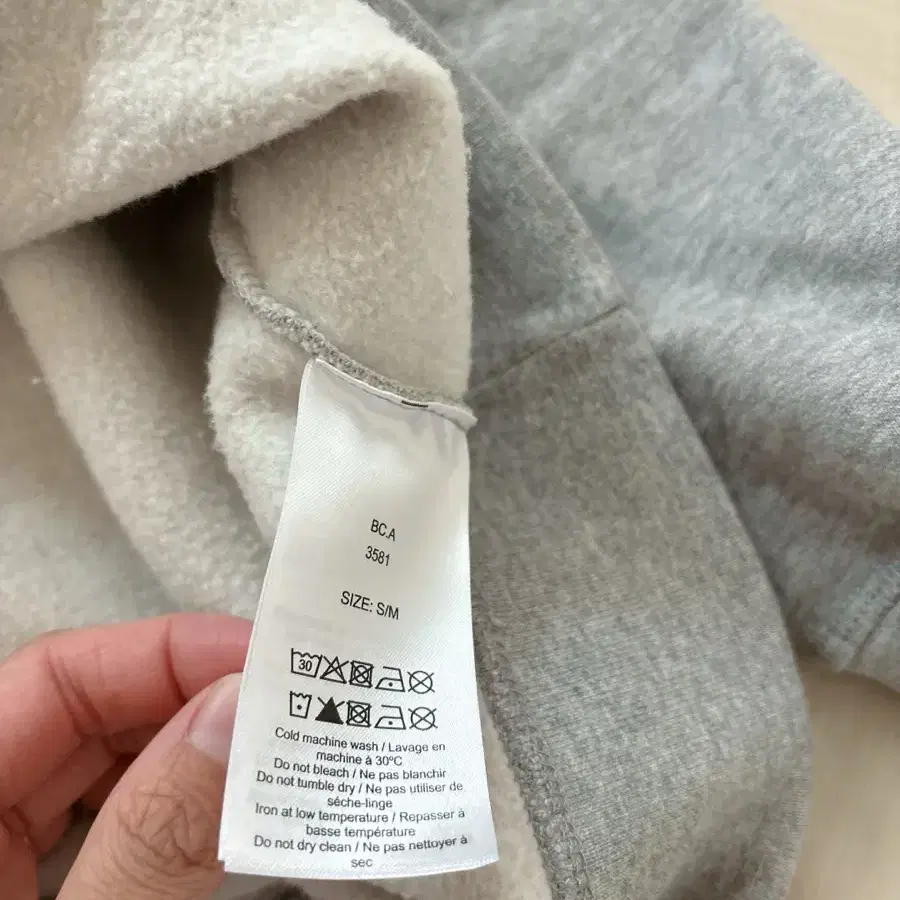 BC.A
3581
SIZE: S/M
30
Cold machine wash / Lavage en
machine à 30ºC
Do not bleach / Ne pas blanchir
Do not tumble dry / Ne pas utiliser de
séche-linge
Iron at low temperature / Repasser à
basse température
Do not dry clean / Ne pas nettoyer à
sec